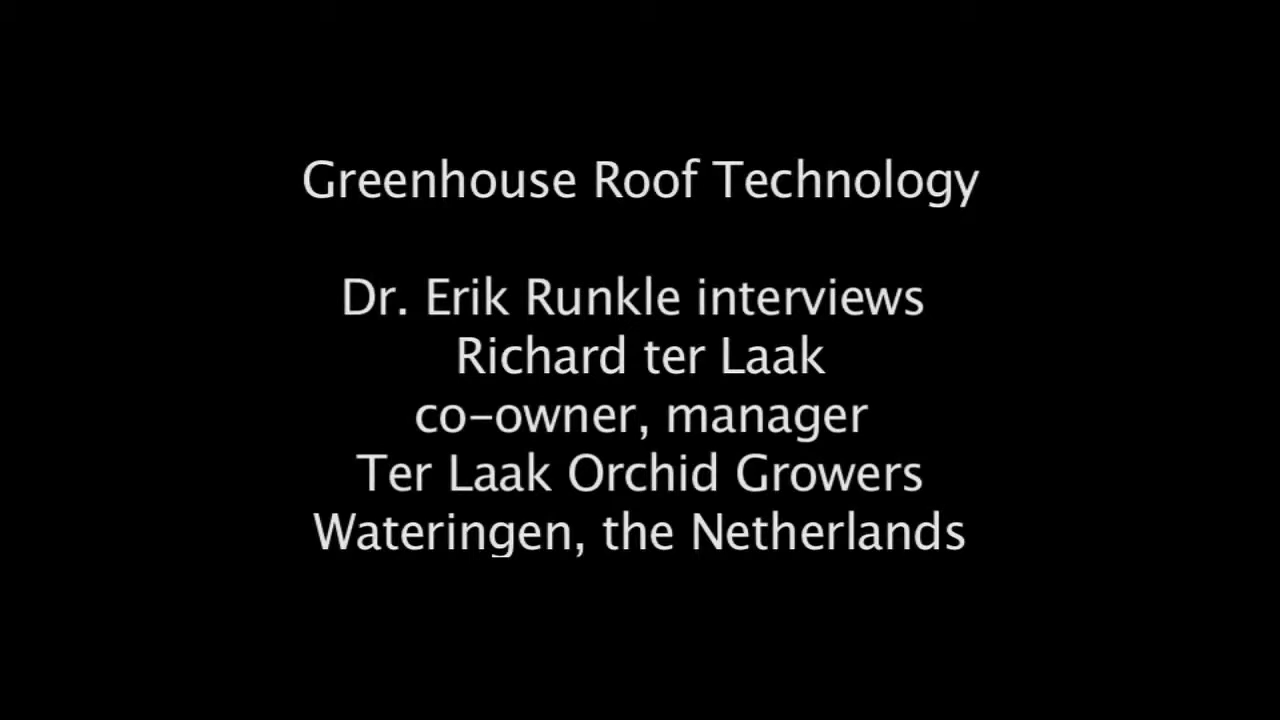 Greenhouse Roof Technology
Dr. Erik Runkle interviews
Richard ter Laak
co-owner, manager
Ter Laak Orchid Growers
Wateringen, the Netherlands